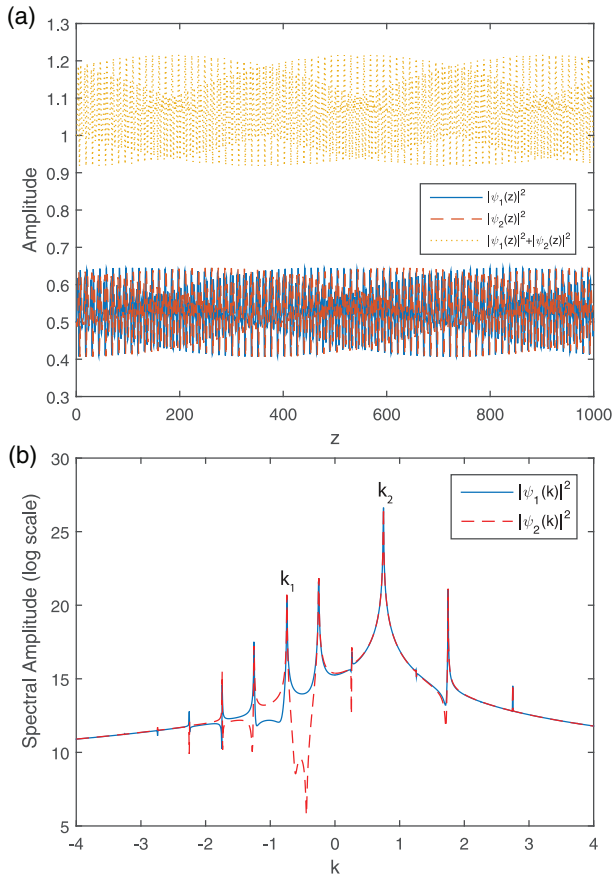 (a)
1.3
1.2
1.1
1
0.9
0.8
0.7
0.6
0.5
0.4
0.3
Amplitude
|ψ₁(z)|²
|ψ₂(z)|²
|ψ₁(z)|²+|ψ₂(z)|²
0 200 400 600 800 1000
z
(b)
30
25
20
15
10
5
Spectral Amplitude (log scale)
k₁
k₂
|ψ₁(k)|²
|ψ₂(k)|²
-4 -3 -2 -1 0 1 2 3 4
k